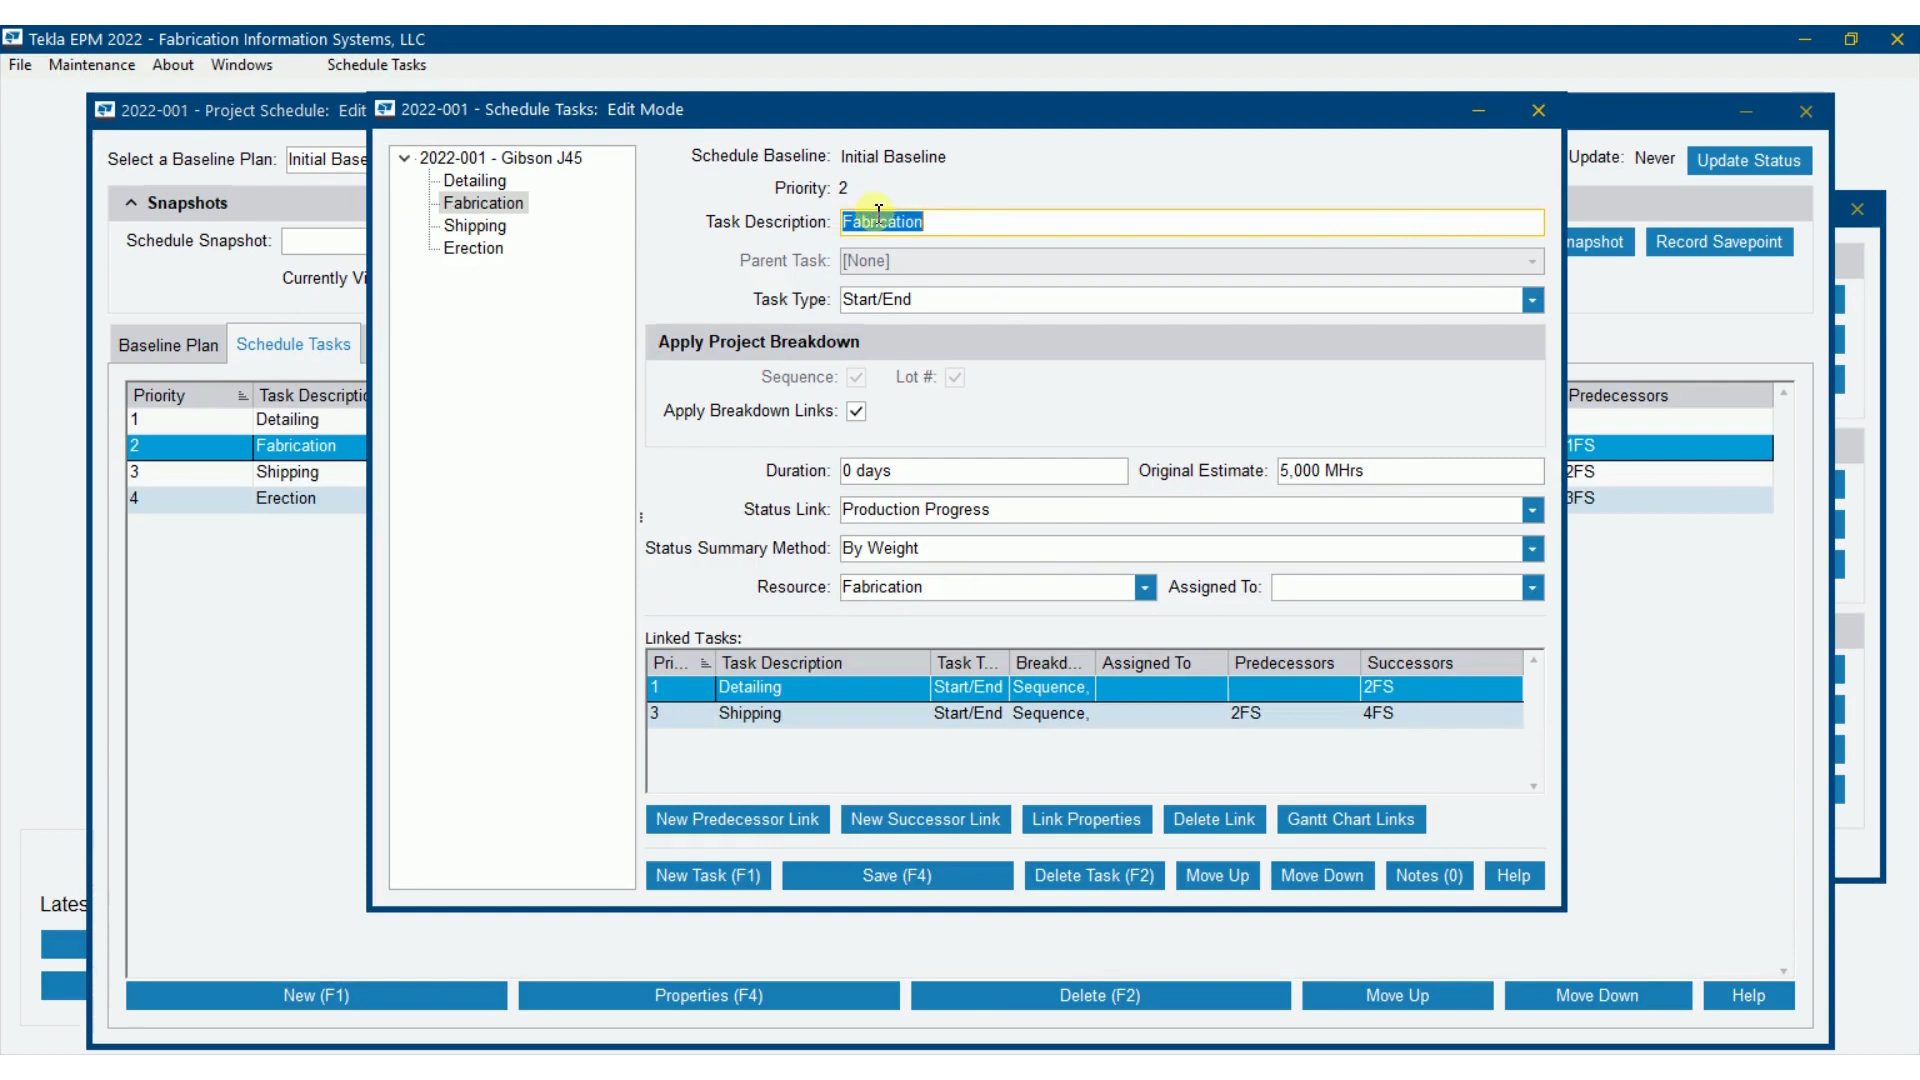 Tekla EPM 2022 - Fabrication Information Systems, LLC
File Maintenance About Windows Schedule Tasks
2022-001 - Project Schedule: Edit
2022-001 - Schedule Tasks: Edit Mode
Select a Baseline Plan: Initial Base
Update: Never Update Status
Snapshots
Schedule Snapshot:
napshot Record Savepoint
Currently Vi
Baseline Plan Schedule Tasks
Priority Task Descriptio Predecessors
1 Detailing
2 Fabrication 1FS
3 Shipping 2FS
4 Erection 3FS
2022-001 - Gibson J45
Detailing
Fabrication
Shipping
Erection
Schedule Baseline: Initial Baseline
Priority: 2
Task Description: Fabrication
Parent Task: [None]
Task Type: Start/End
Apply Project Breakdown
Sequence: Lot #:
Apply Breakdown Links:
Duration: 0 days Original Estimate: 5,000 MHrs
Status Link: Production Progress
Status Summary Method: By Weight
Resource: Fabrication Assigned To:
Linked Tasks:
Pri... Task Description Task T... Breakd... Assigned To Predecessors Successors
1 Detailing Start/End Sequence, 2FS
3 Shipping Start/End Sequence, 2FS 4FS
New Predecessor Link New Successor Link Link Properties Delete Link Gantt Chart Links
New Task (F1) Save (F4) Delete Task (F2) Move Up Move Down Notes (0) Help
Lates
New (F1) Properties (F4) Delete (F2) Move Up Move Down Help